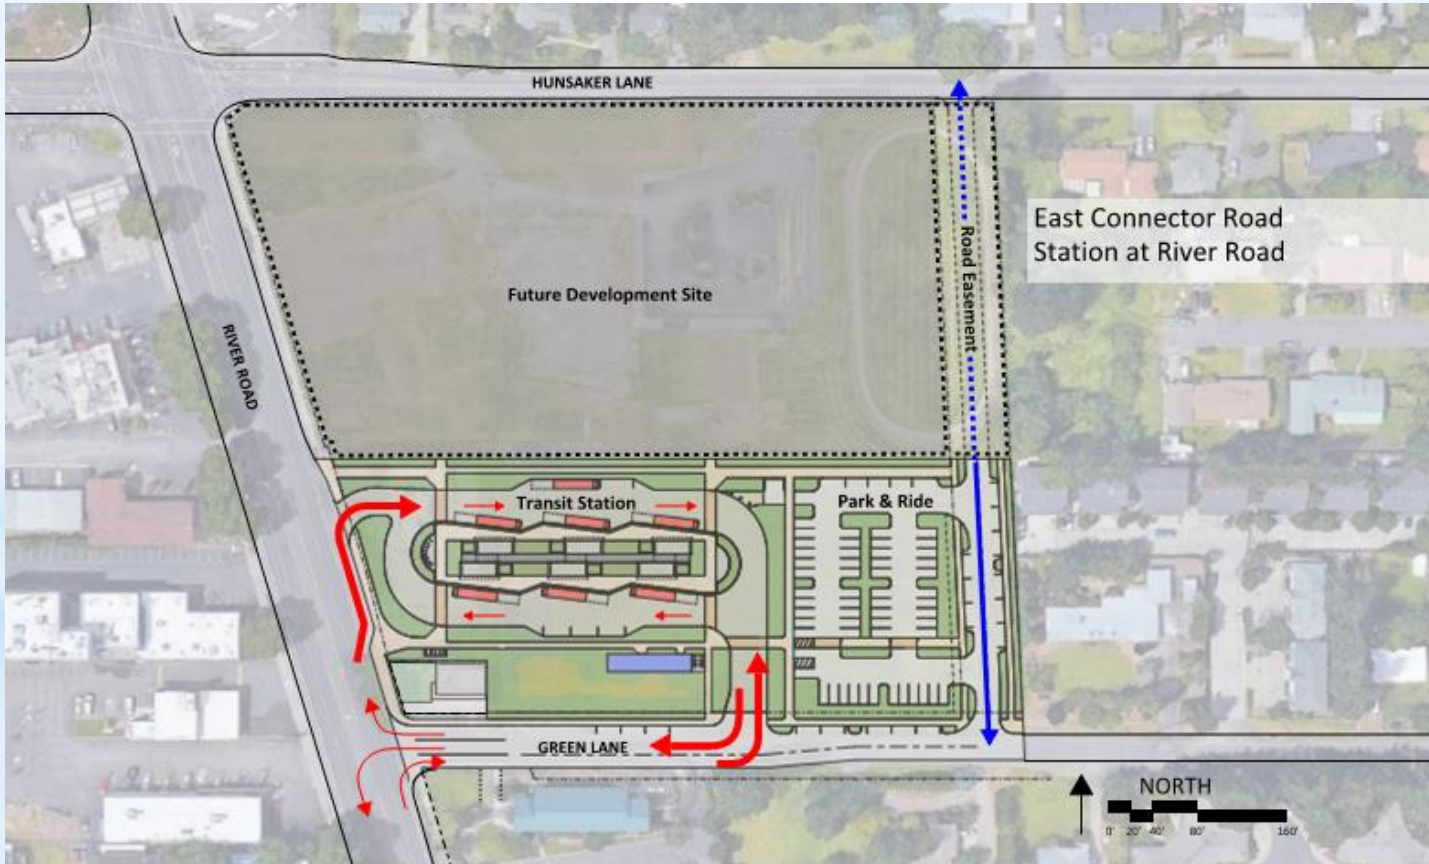 HUNSAKER LANE
East Connector Road
Station at River Road
Road Easement
Future Development Site
RIVER ROAD
Transit Station
Park & Ride
GREEN LANE
NORTH
0' 20' 40' 80' 160'